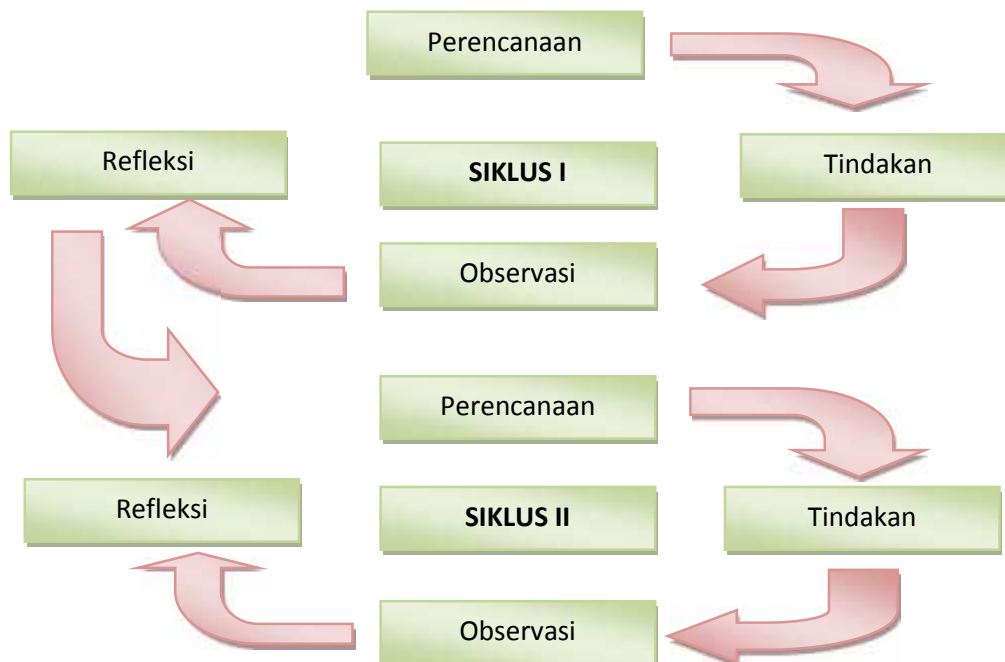 Perencanaan
Refleksi
SIKLUS I
Tindakan
Observasi
Perencanaan
Refleksi
SIKLUS II
Tindakan
Observasi